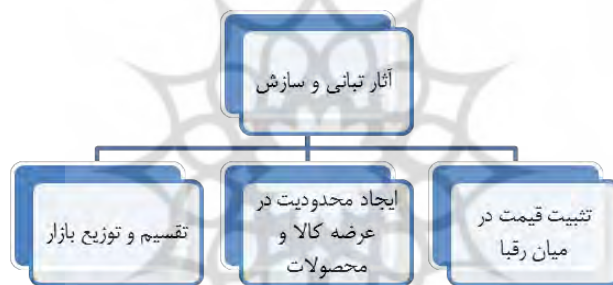 آثار تبانی و سازش
تثبیت قیمت در
میان رقبا
ایجاد محدودیت در
عرضه کالا و
محصولات
تقسیم و توزیع بازار